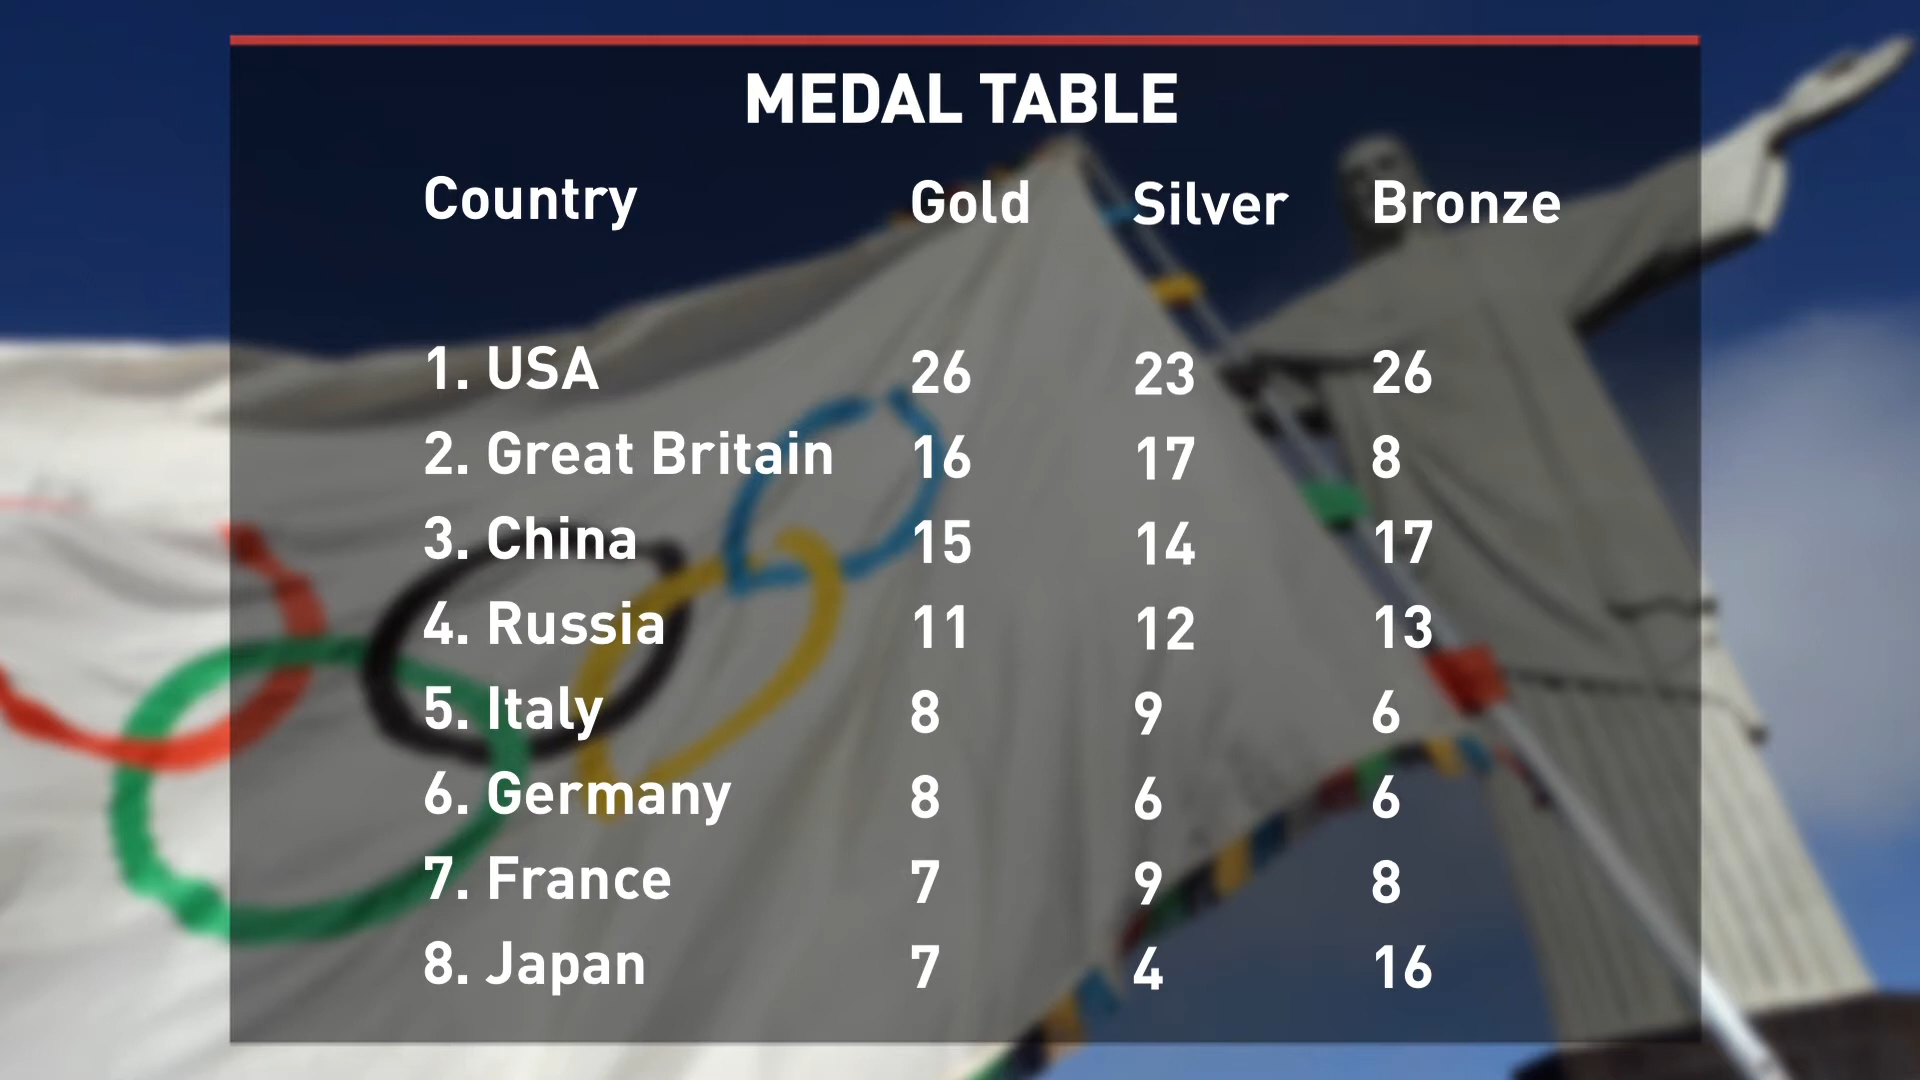 MEDAL TABLE
Country Gold Silver Bronze
1. USA 26 23 26
2. Great Britain 16 17 8
3. China 15 14 17
4. Russia 11 12 13
5. Italy 8 9 6
6. Germany 8 6 6
7. France 7 9 8
8. Japan 7 4 16